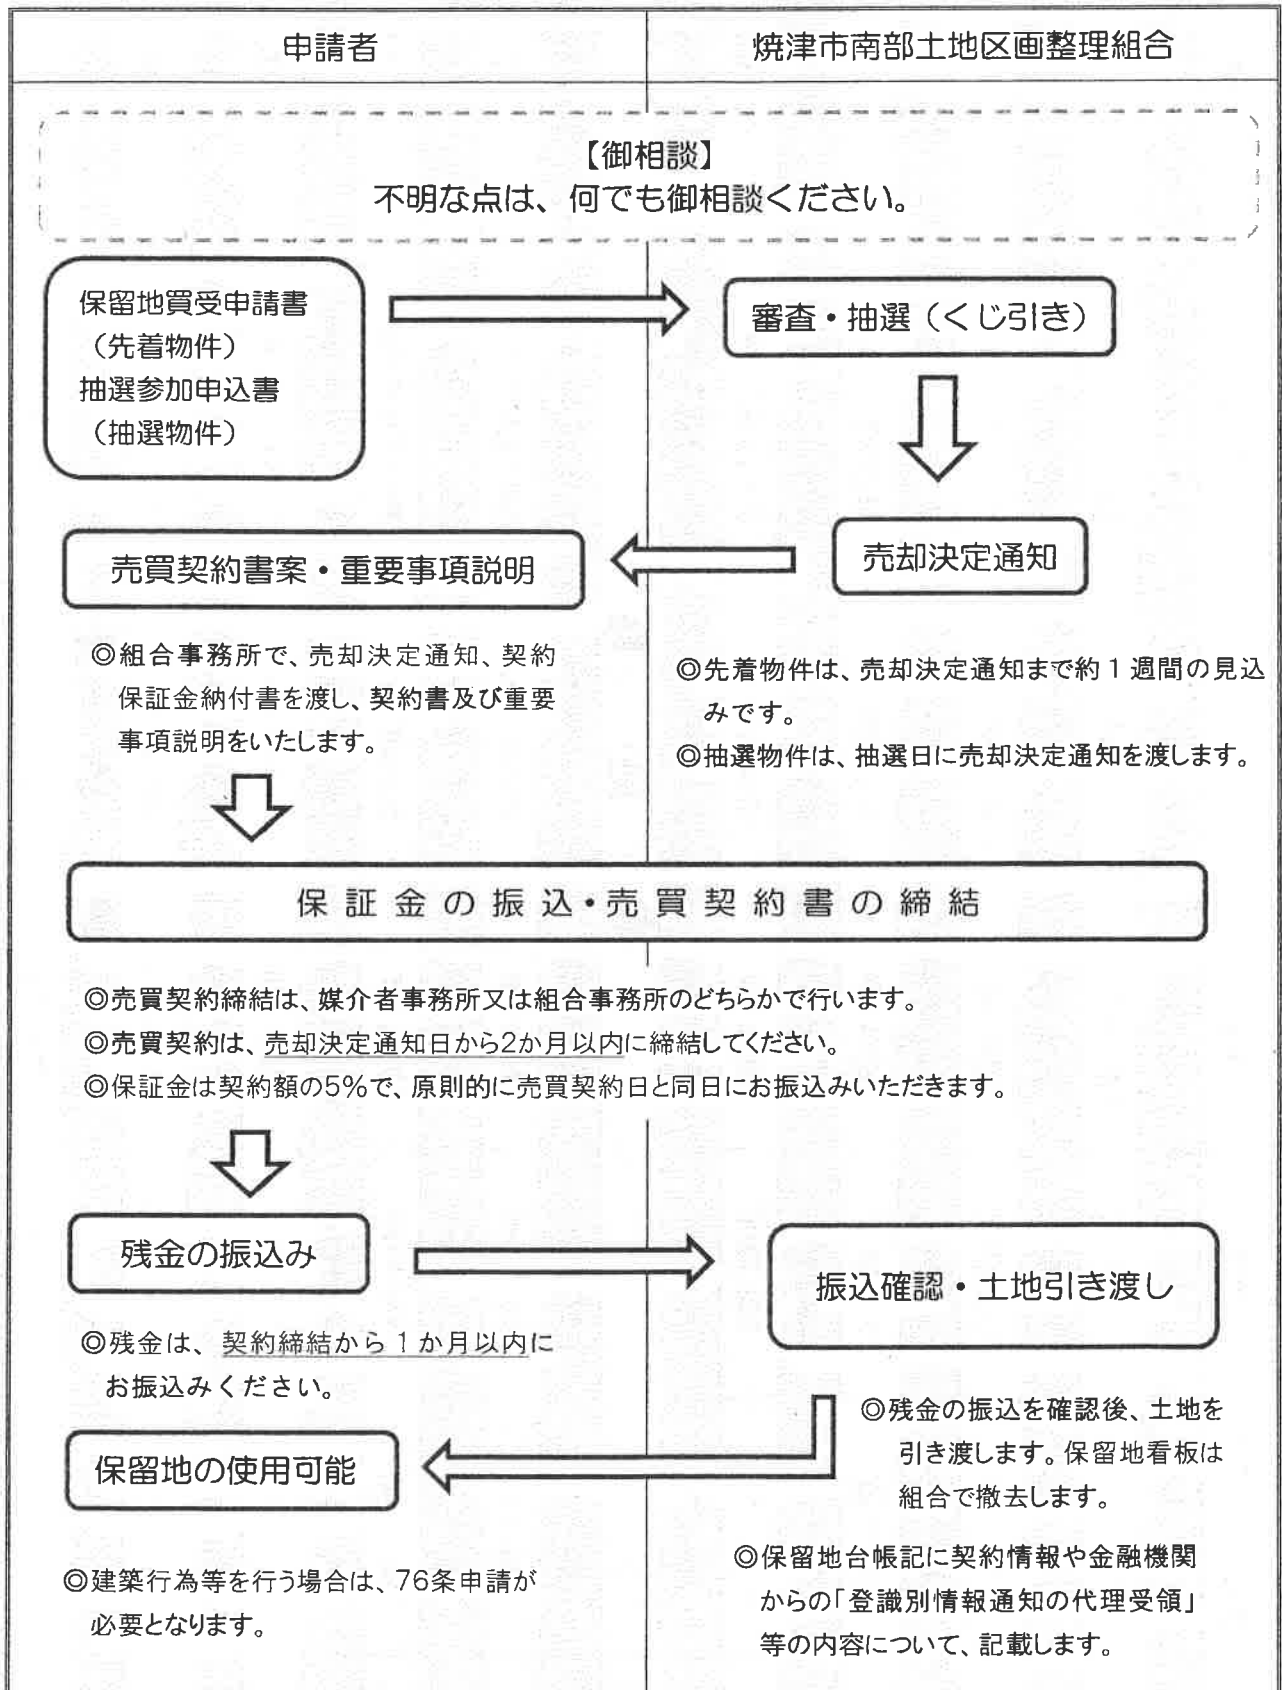 申請者
焼津市南部土地区画整理組合
【御相談】
不明な点は、何でも御相談ください。
保留地買受申請書
（先着物件）
抽選参加申込書
（抽選物件）
審査・抽選（くじ引き）
売却決定通知
売買契約書案・重要事項説明
◎組合事務所で、売却決定通知、契約
保証金納付書を渡し、契約書及び重要
事項説明をいたします。
◎先着物件は、売却決定通知まで約１週間の見込
みです。
◎抽選物件は、抽選日に売却決定通知を渡します。
保証金の振込・売買契約書の締結
◎売買契約締結は、媒介者事務所又は組合事務所のどちらかで行います。
◎売買契約は、売却決定通知日から2か月以内に締結してください。
◎保証金は契約額の5%で、原則的に売買契約日と同日にお振込みいただきます。
残金の振込み
振込確認・土地引き渡し
◎残金は、契約締結から１か月以内に
お振込みください。
◎残金の振込を確認後、土地を
引き渡します。保留地看板は
組合で撤去します。
保留地の使用可能
◎建築行為等を行う場合は、76条申請が
必要となります。
◎保留地台帳記に契約情報や金融機関
からの「登識別情報通知の代理受領」
等の内容について、記載します。